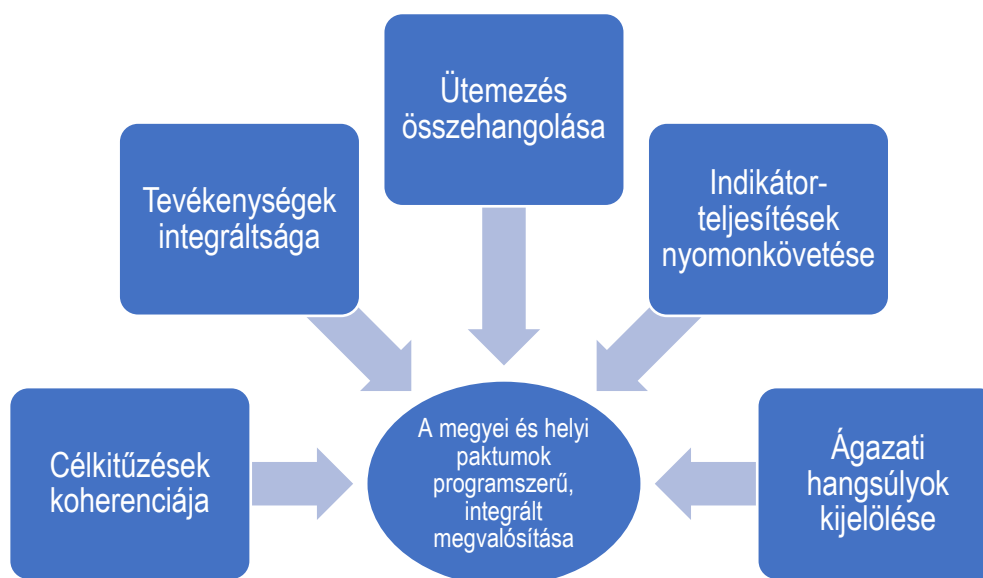 Célkitűzések
koherenciája
Tevékenységek
integráltsága
Ütemezés
összehangolása
Indikátor-
teljesítések
nyomonkövetése
Ágazati
hangsúlyok
kijelölése
A megyei és helyi
paktumok
programszerű,
integrált
megvalósítása